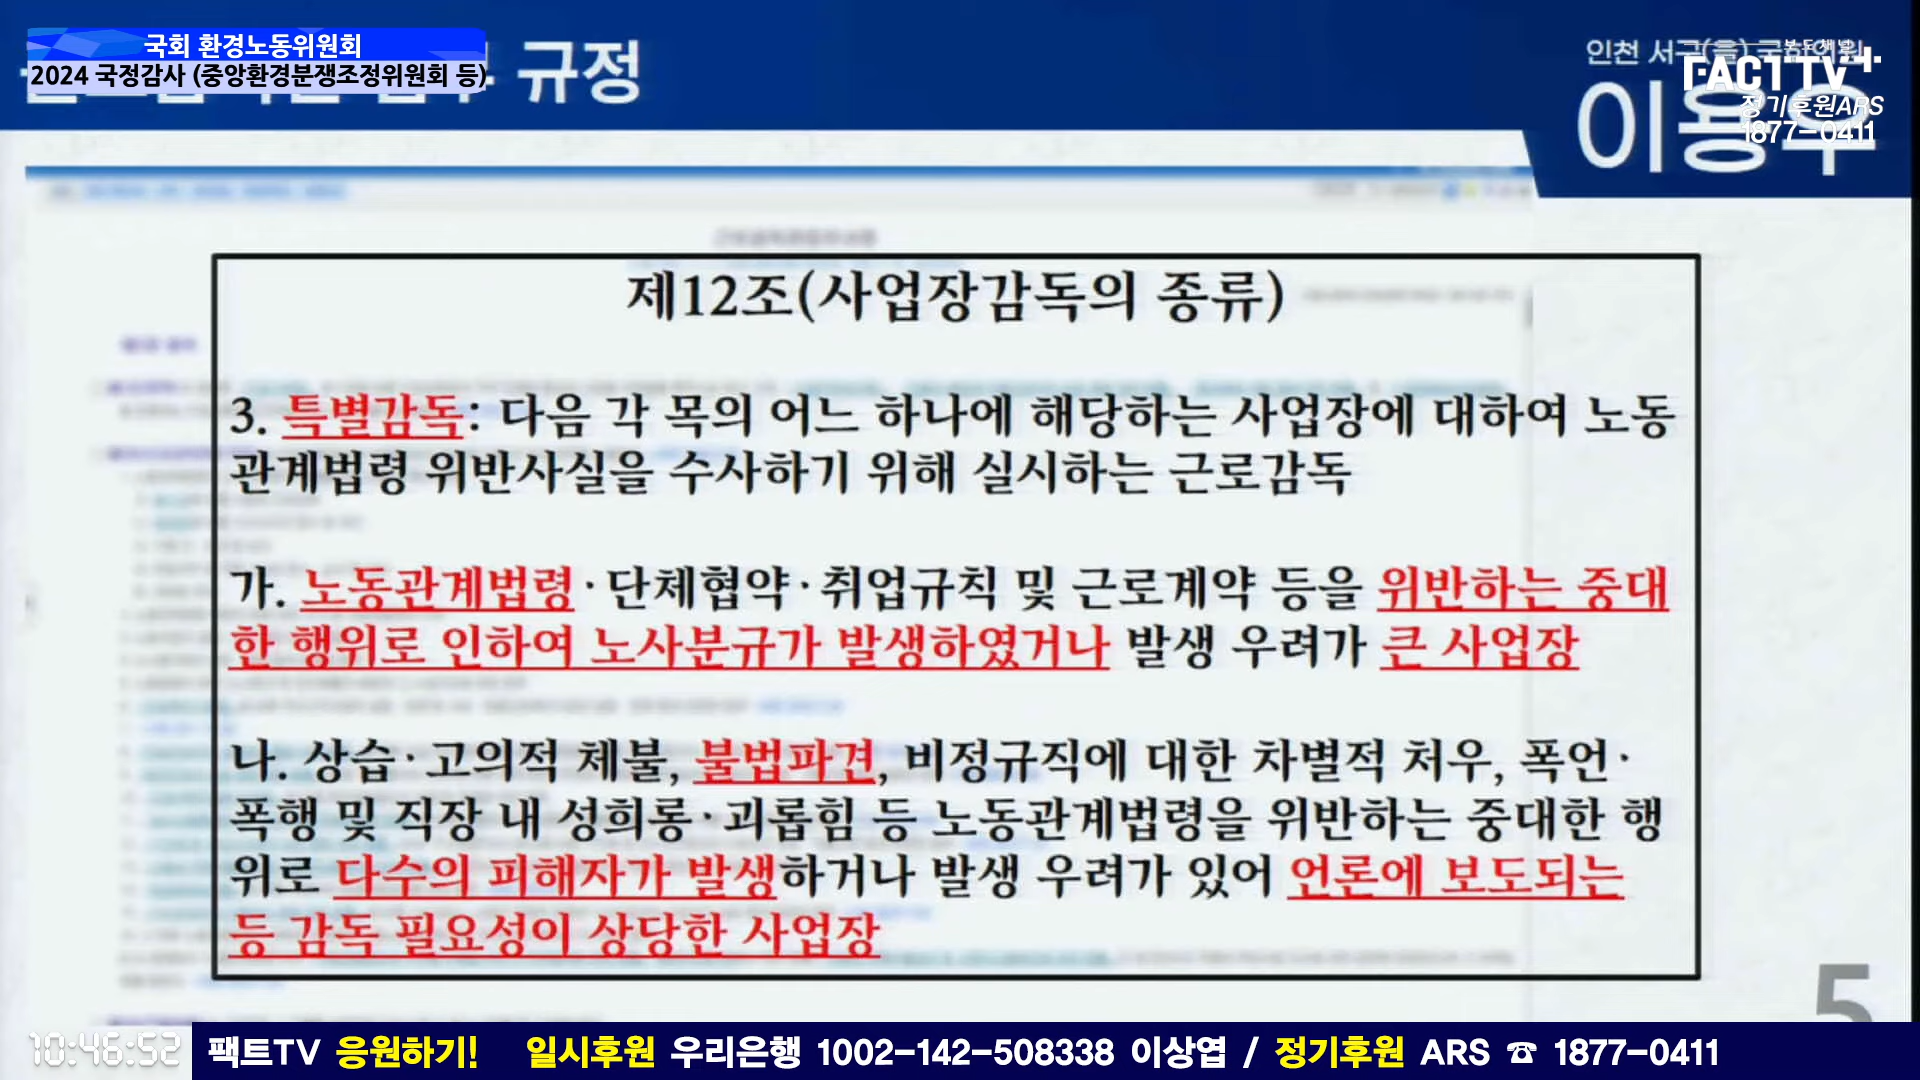 국회 환경노동위원회
2024 국정감사 (중앙환경분쟁조정위원회 등)
규정
인천 서구(을) 국회의원
이용우
보도채널
FACT TV+
정기후원ARS
1877-0411
제12조(사업장감독의 종류)
3. 특별감독: 다음 각 목의 어느 하나에 해당하는 사업장에 대하여 노동
관계법령 위반사실을 수사하기 위해 실시하는 근로감독
가. 노동관계법령·단체협약·취업규칙 및 근로계약 등을 위반하는 중대
한 행위로 인하여 노사분규가 발생하였거나 발생 우려가 큰 사업장
나. 상습·고의적 체불, 불법파견, 비정규직에 대한 차별적 처우, 폭언·
폭행 및 직장 내 성희롱·괴롭힘 등 노동관계법령을 위반하는 중대한 행
위로 다수의 피해자가 발생하거나 발생 우려가 있어 언론에 보도되는
등 감독 필요성이 상당한 사업장
5
10:46:52
팩트TV 응원하기! 일시후원 우리은행 1002-142-508338 이상엽 / 정기후원 ARS ☎ 1877-0411